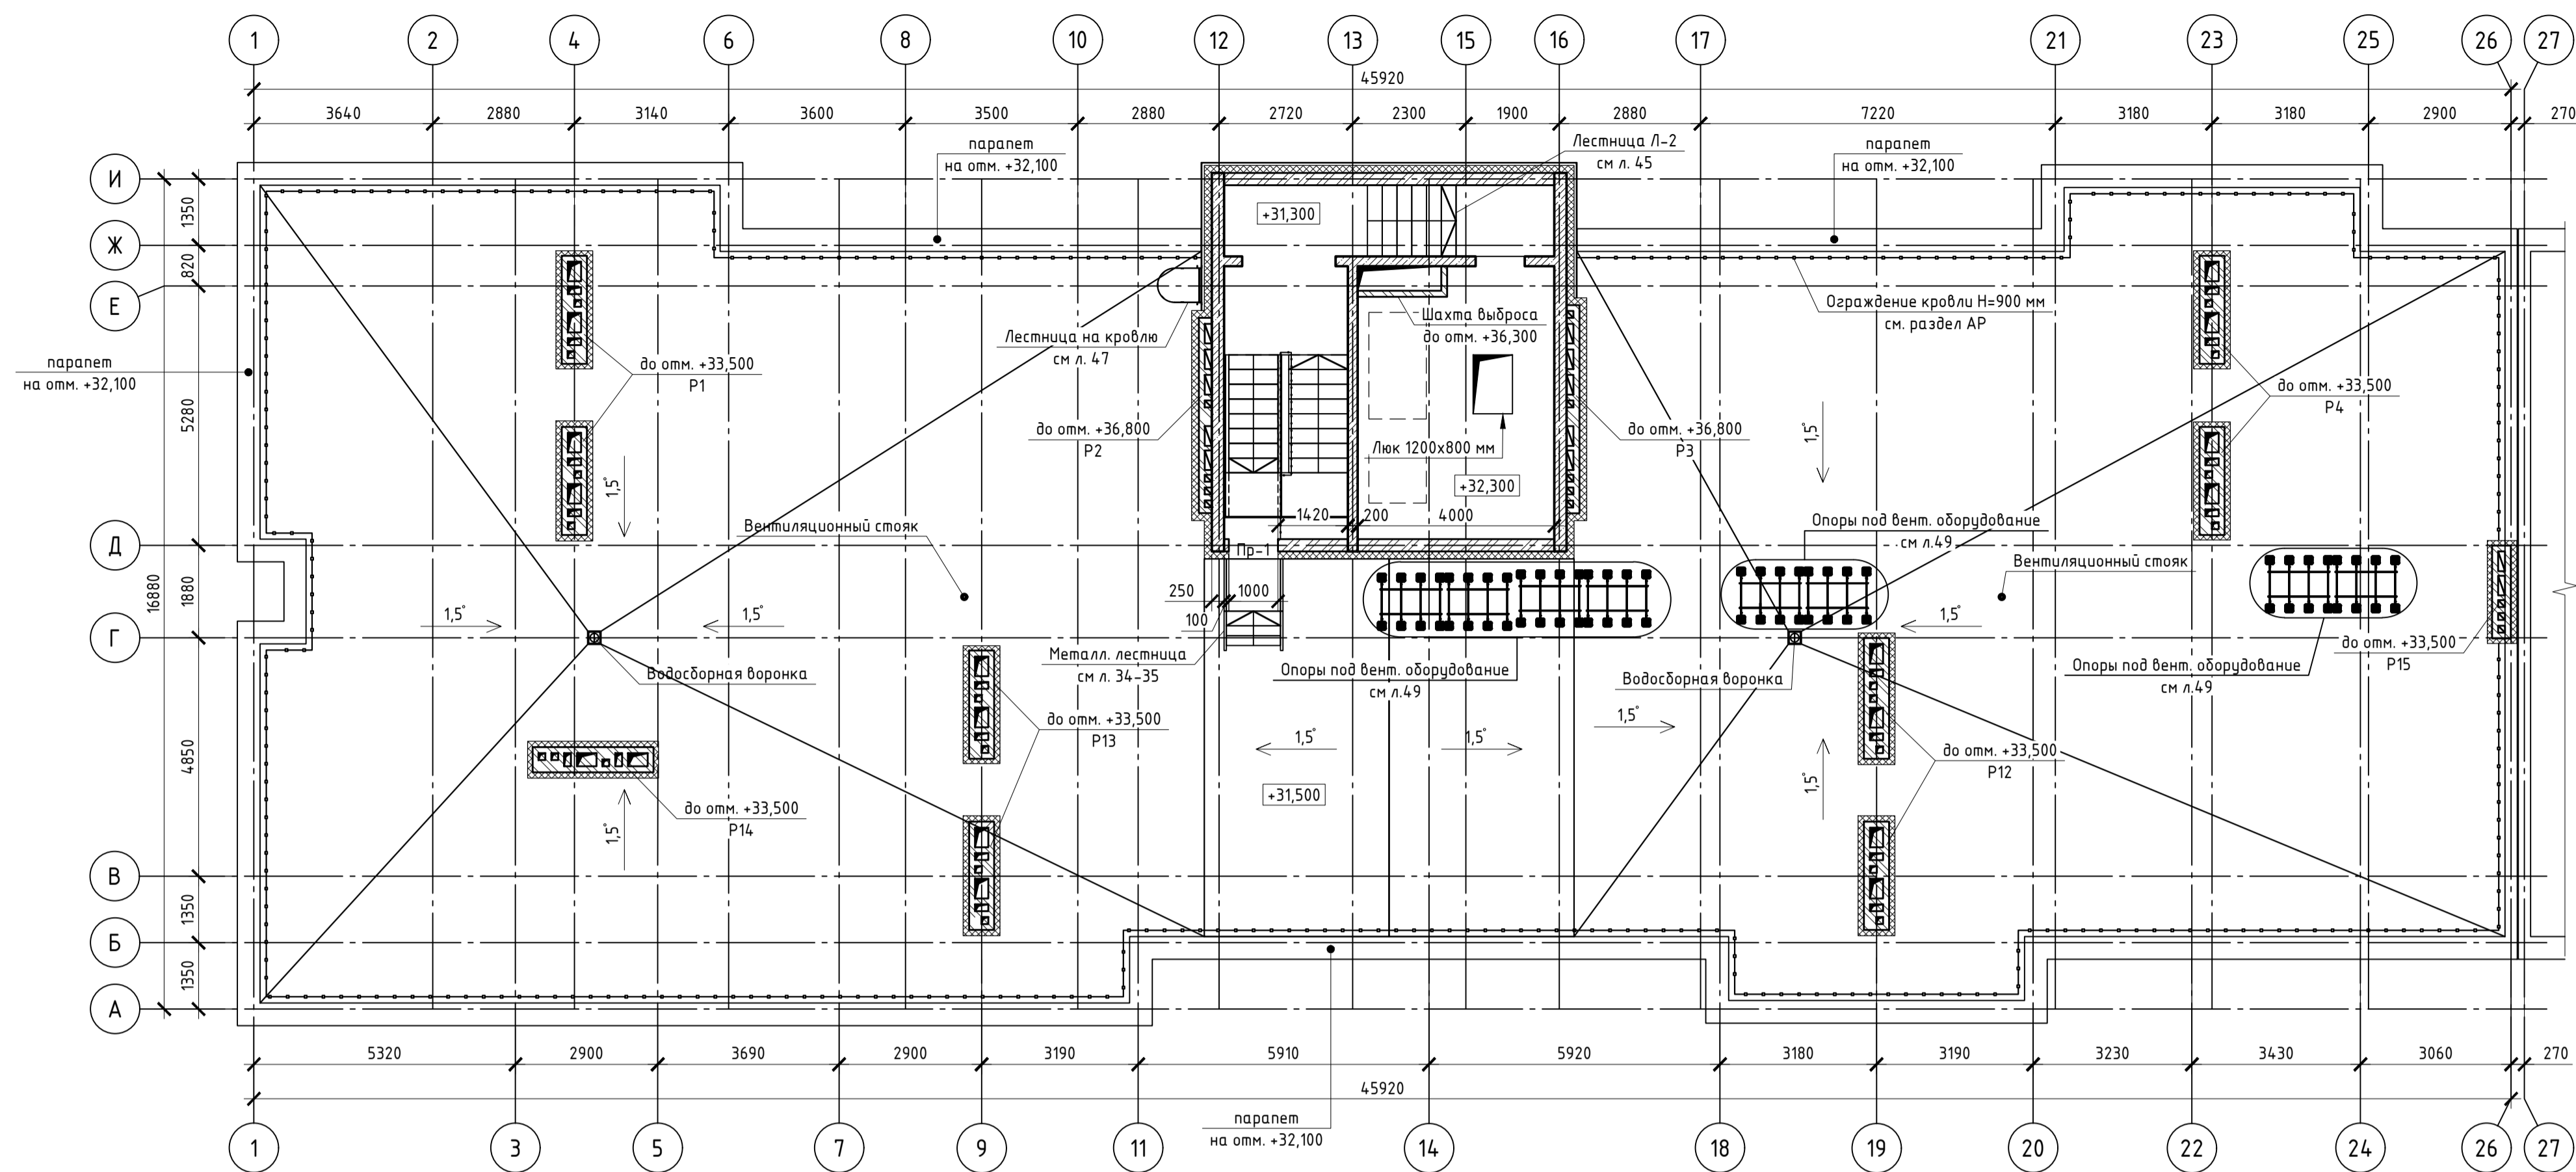 1 2 4 6 8 10 12 13 15 16 17 21 23 25 26 27
45920
3640 2880 3140 3600 3500 2880 2720 2300 1900 2880 7220 3180 3180 2900 270
парапет
на отм. +32,100
Лестница Л-2
см л. 45
парапет
на отм. +32,100
И
1350
+31,300
Ж
820
Е
Ограждение кровли Н=900 мм
см. раздел АР
Шахта выброса
до отм. +36,300
Лестница на кровлю
см л. 47
парапет
на отм. +32,100
до отм. +33,500
Р1
до отм. +33,500
Р4
5280
до отм. +36,800
Р2
до отм. +36,800
Р3
Люк 1200х800 мм
1,5°
1,5°
+32,300
1420 200 4000
Вентиляционный стояк
Опоры под вент. оборудование
см л.49
Д
Пр-1
Вентиляционный стояк
16880
1880
250 1000
100
1,5°
1,5°
1,5°
Г
Металл. лестница
см л. 34-35
до отм. +33,500
Р15
Водосборная воронка
Опоры под вент. оборудование
см л.49
Водосборная воронка
Опоры под вент. оборудование
см л.49
до отм. +33,500
Р13
1,5°
1,5°
1,5°
4850
до отм. +33,500
Р12
1,5°
+31,500
до отм. +33,500
Р14
1,5°
В
1350
Б
1350
А
5320 2900 3690 2900 3190 5910 5920 3180 3190 3230 3430 3060 270
45920
парапет
на отм. +32,100
1 3 5 7 9 11 14 18 19 20 22 24 26 27